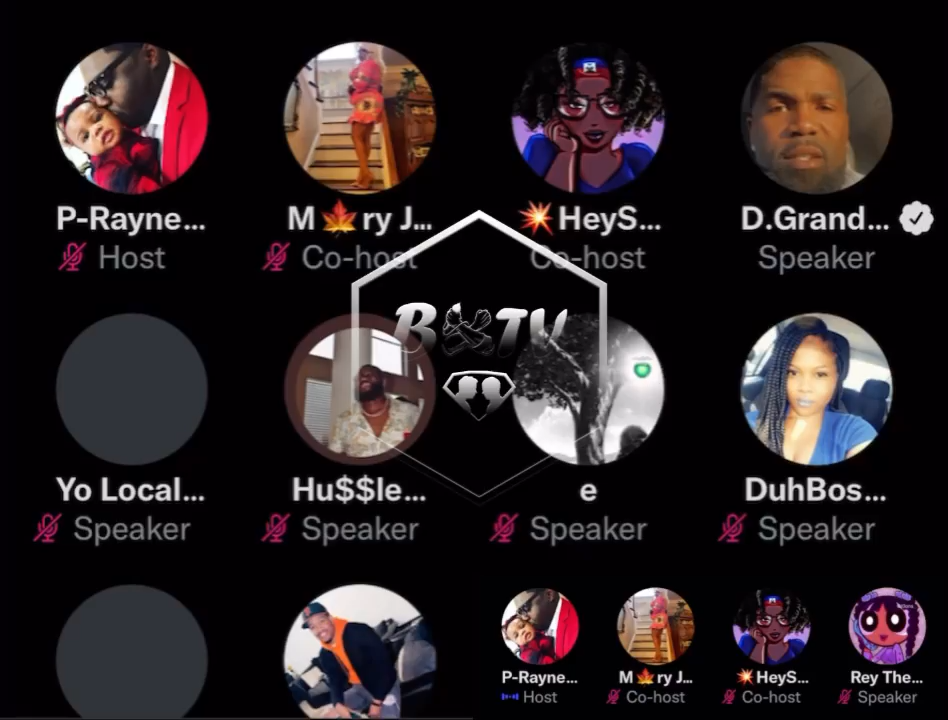 P-Rayne... M🍁ry J... 💥HeyS... D.Grand...
Host Co-host Co-host Speaker
BxTV
Yo Local... Hu$$le... e DuhBos...
Speaker Speaker Speaker Speaker
P-Rayne... M🍁ry J... 💥HeyS... Rey The...
Host Co-host Co-host Speaker